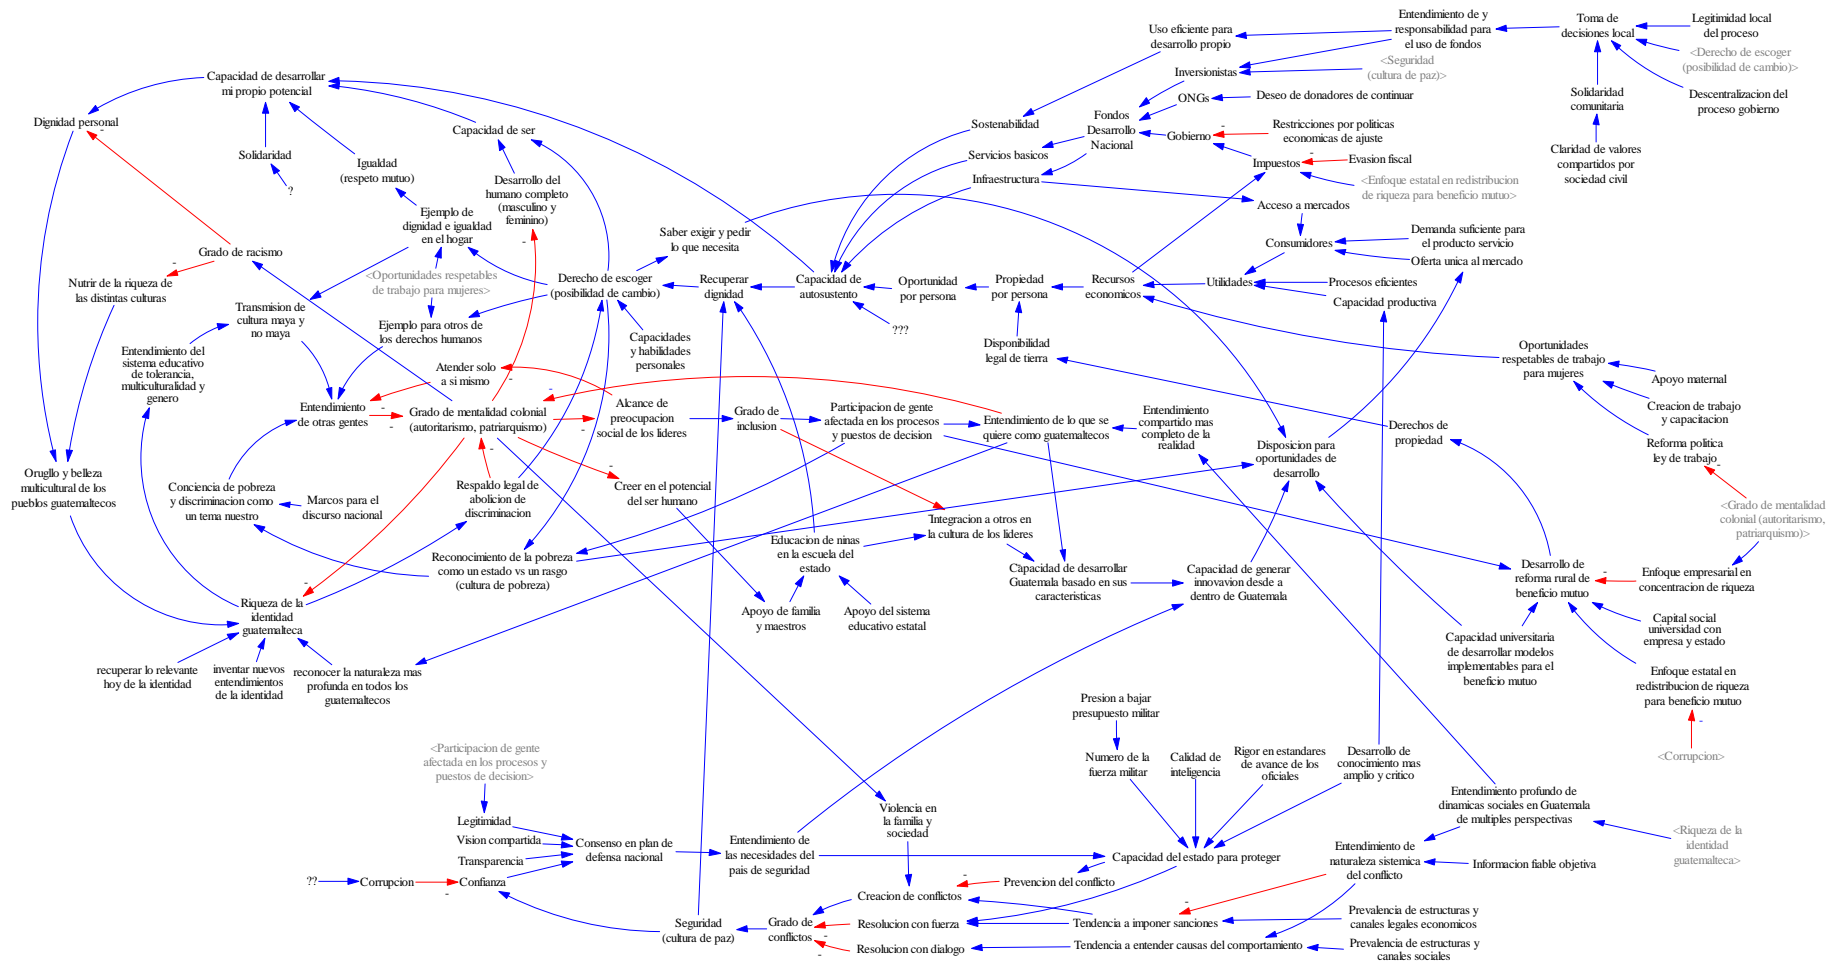 Entendimiento de y
responsabilidad para
el uso de fondos
Toma de
decisiones local
Legitimidad local
del proceso
Uso eficiente para
desarrollo propio
<Derecho de escoger
(posibilidad de cambio)>
<Seguridad
(cultura de paz)>
Inversionistas
Capacidad de desarrollar
mi propio potencial
ONGs
Deseo de donadores de continuar
Solidaridad
comunitaria
Descentralizacion del
proceso gobierno
Dignidad personal
-
Capacidad de ser
Sostenabilidad
Fondos
Desarrollo
Nacional
Gobierno
-
Restricciones por politicas
economicas de ajuste
Solidaridad
?
Igualdad
(respeto mutuo)
Servicios basicos
Impuestos
-
Evasion fiscal
Claridad de valores
compartidos por
sociedad civil
Desarrollo del
humano completo
(masculino y
feminino)
-
Infraestructura
<Enfoque estatal en redistribucion
de riqueza para beneficio mutuo>
Ejemplo de
dignidad e igualdad
en el hogar
Saber exigir y pedir
lo que necesita
Acceso a mercados
Grado de racismo
-
Consumidores
Demanda suficiente para
el producto servicio
Oferta unica al mercado
Nutrir de la riqueza de
las distintas culturas
<Oportunidades respetables
de trabajo para mujeres>
Derecho de escoger
(posibilidad de cambio)
Recuperar
dignidad
Capacidad de
autosustento
Oportunidad
por persona
Propiedad
por persona
Recursos
economicos
Utilidades
Procesos eficientes
Capacidad productiva
Transmision de
cultura maya y
no maya
Ejemplo para otros de
los derechos humanos
Capacidades
y habilidades
personales
???
Disponibilidad
legal de tierra
Entendimiento del
sistema educativo
de tolerancia,
multiculturalidad y
genero
Atender solo
a si mismo
-
Oportunidades
respetables de trabajo
para mujeres
Apoyo maternal
Entendimiento
de otras gentes
-
Grado de mentalidad colonial
(autoritarismo, patriarquismo)
-
-
Alcance de
preocupacion
social de los lideres
Grado de
inclusion
Participacion de gente
afectada en los procesos
y puestos de decision
Entendimiento de lo que se
quiere como guatemaltecos
Entendimiento
compartido mas
completo de la
realidad
Creacion de trabajo
y capacitacion
Derechos de
propiedad
Disposicion para
oportunidades de
desarrollo
Reforma politica
ley de trabajo
-
Orugllo y belleza
multicultural de los
pueblos guatemaltecos
Conciencia de pobreza
y discriminacion como
un tema nuestro
Marcos para el
discurso nacional
-
Respaldo legal de
abolicion de
discriminacion
-
Creer en el potencial
del ser humano
<Grado de mentalidad
colonial (autoritarismo,
patriarquismo)>
-
Integracion a otros en
la cultura de los lideres
Reconocimiento de la pobreza
como un estado vs un rasgo
(cultura de pobreza)
Educacion de ninas
en la escuela del
estado
Capacidad de desarrollar
Guatemala basado en sus
caracteristicas
Capacidad de generar
innovavion desde a
dentro de Guatemala
Desarrollo de
reforma rural de
beneficio mutuo
-
Enfoque empresarial en
concentracion de riqueza
-
Riqueza de la
identidad
guatemalteca
Apoyo de familia
y maestros
Apoyo del sistema
educativo estatal
Capital social
universidad con
empresa y estado
Capacidad universitaria
de desarrollar modelos
implementables para el
beneficio mutuo
recuperar lo relevante
hoy de la identidad
inventar nuevos
entendimientos
de la identidad
reconocer la naturaleza mas
profunda en todos los
guatemaltecos
Enfoque estatal en
redistribucion de riqueza
para beneficio mutuo
-
Presion a bajar
presupuesto militar
<Corrupcion>
<Participacion de gente
afectada en los procesos y
puestos de decision>
Numero de la
fuerza militar
Calidad de
inteligencia
Rigor en estandares
de avance de los
oficiales
Desarrollo de
conocimiento mas
amplio y critico
Entendimiento profundo de
dinamicas sociales en Guatemala
de multiples perspectivas
Violencia en
la familia y
sociedad
Legitimidad
Vision compartida
Transparencia
Consenso en plan de
defensa nacional
Entendimiento de
las necesidades del
pais de seguridad
Capacidad del estado para proteger
Entendimiento de
naturaleza sistemica
del conflicto
<Riqueza de la
identidad
guatemalteca>
Informacion fiable objetiva
??
Corrupcion
Confianza
-
-
Prevencion del conflicto
Creacion de conflictos
-
Seguridad
(cultura de paz)
Grado de
conflictos
-
-
Resolucion con fuerza
Tendencia a imponer sanciones
Prevalencia de estructuras y
canales legales economicos
Resolucion con dialogo
Tendencia a entender causas del comportamiento
Prevalencia de estructuras y
canales sociales